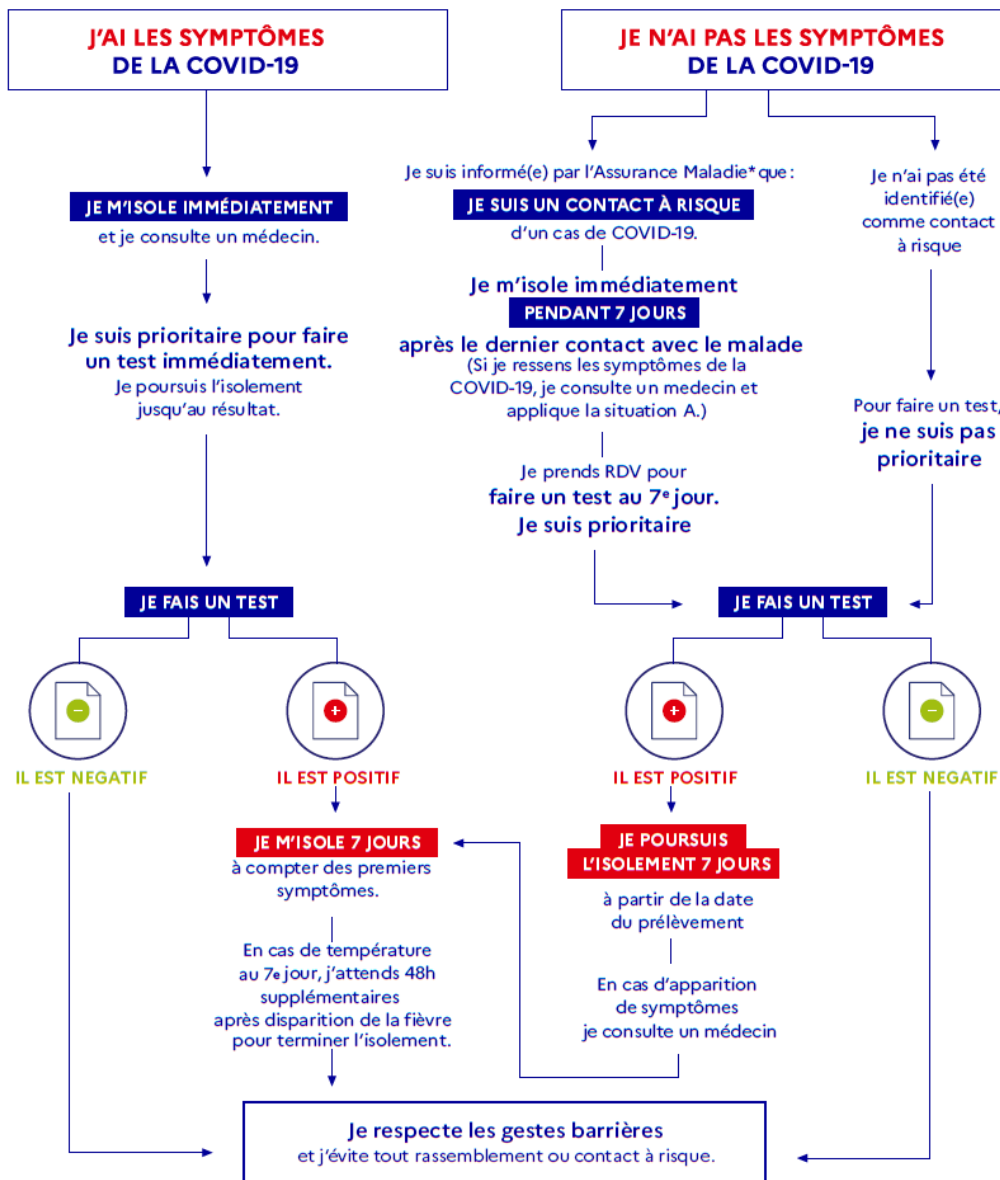 J'AI LES SYMPTÔMES
DE LA COVID-19
JE M'ISOLE IMMÉDIATEMENT
et je consulte un médecin.
Je suis prioritaire pour faire
un test immédiatement.
Je poursuis l'isolement
jusqu'au résultat.
JE FAIS UN TEST
IL EST NEGATIF
IL EST POSITIF
JE M'ISOLE 7 JOURS
à compter des premiers
symptômes.
En cas de température
au 7e jour, j'attends 48h
supplémentaires
après disparition de la fièvre
pour terminer l'isolement.
JE N'AI PAS LES SYMPTÔMES
DE LA COVID-19
Je suis informé(e) par l'Assurance Maladie* que :
JE SUIS UN CONTACT À RISQUE
d'un cas de COVID-19.
Je m'isole immédiatement
PENDANT 7 JOURS
après le dernier contact avec le malade
(Si je ressens les symptômes de la
COVID-19, je consulte un medecin et
applique la situation A.)
Je prends RDV pour
faire un test au 7e jour.
Je suis prioritaire
Je n'ai pas été
identifié(e)
comme contact
à risque
Pour faire un test,
je ne suis pas
prioritaire
JE FAIS UN TEST
IL EST POSITIF
IL EST NEGATIF
JE POURSUIS
L'ISOLEMENT 7 JOURS
à partir de la date
du prélèvement
En cas d'apparition
de symptômes
je consulte un médecin
Je respecte les gestes barrières
et j'évite tout rassemblement ou contact à risque.